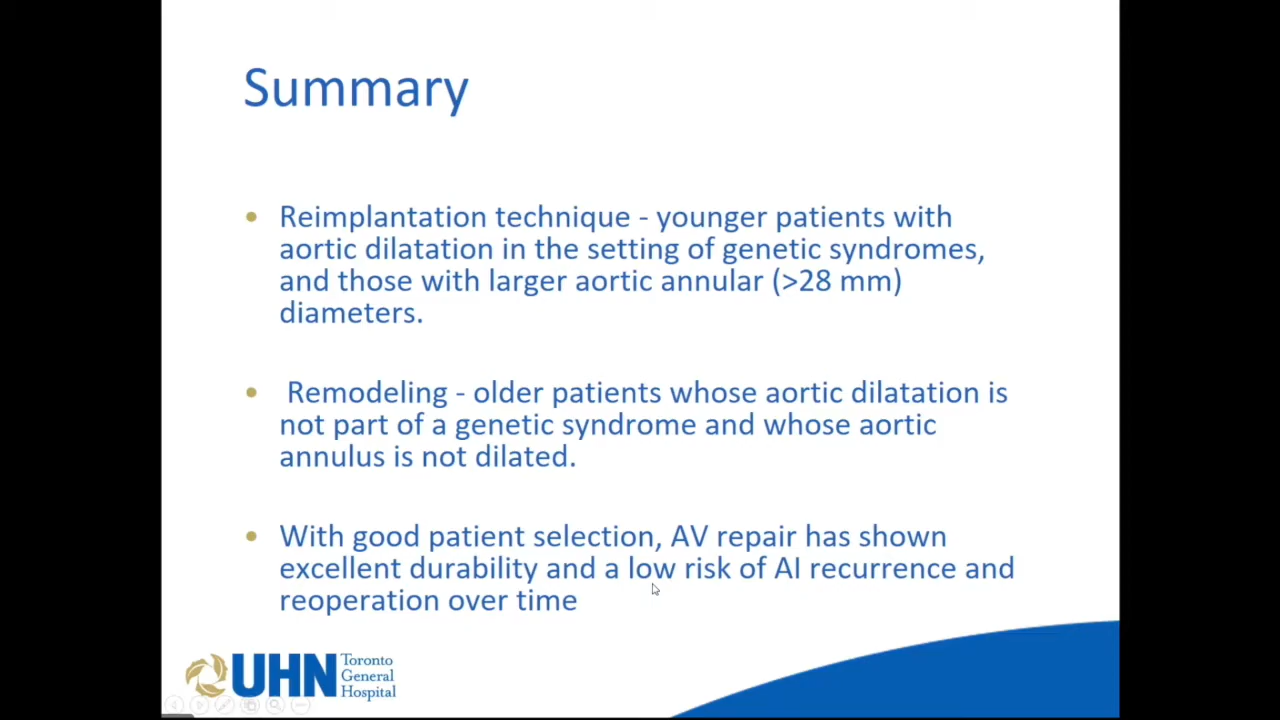 Summary
• Reimplantation technique - younger patients with
aortic dilatation in the setting of genetic syndromes,
and those with larger aortic annular (>28 mm)
diameters.
• Remodeling - older patients whose aortic dilatation is
not part of a genetic syndrome and whose aortic
annulus is not dilated.
• With good patient selection, AV repair has shown
excellent durability and a low risk of AI recurrence and
reoperation over time
UHN
Toronto
General
Hospital